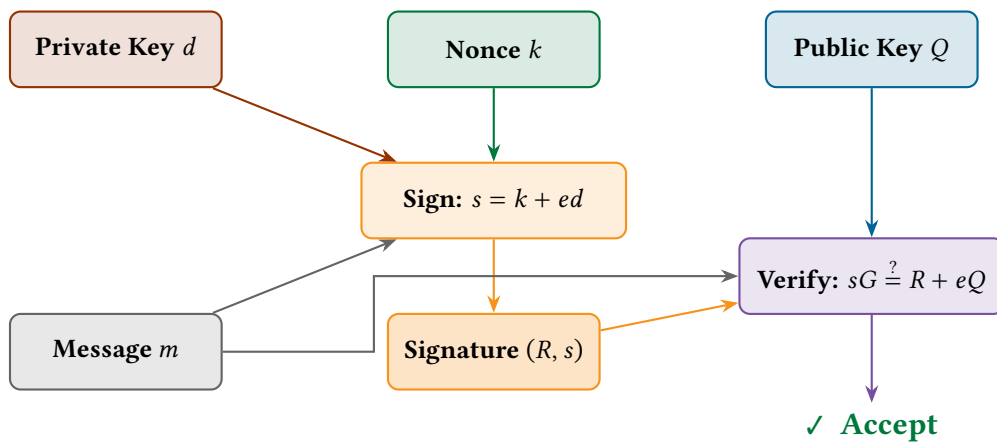 Private Key d
Nonce k
Public Key Q
Sign: s = k + ed
Verify: sG ≟ R + eQ
Message m
Signature (R, s)
✓ Accept